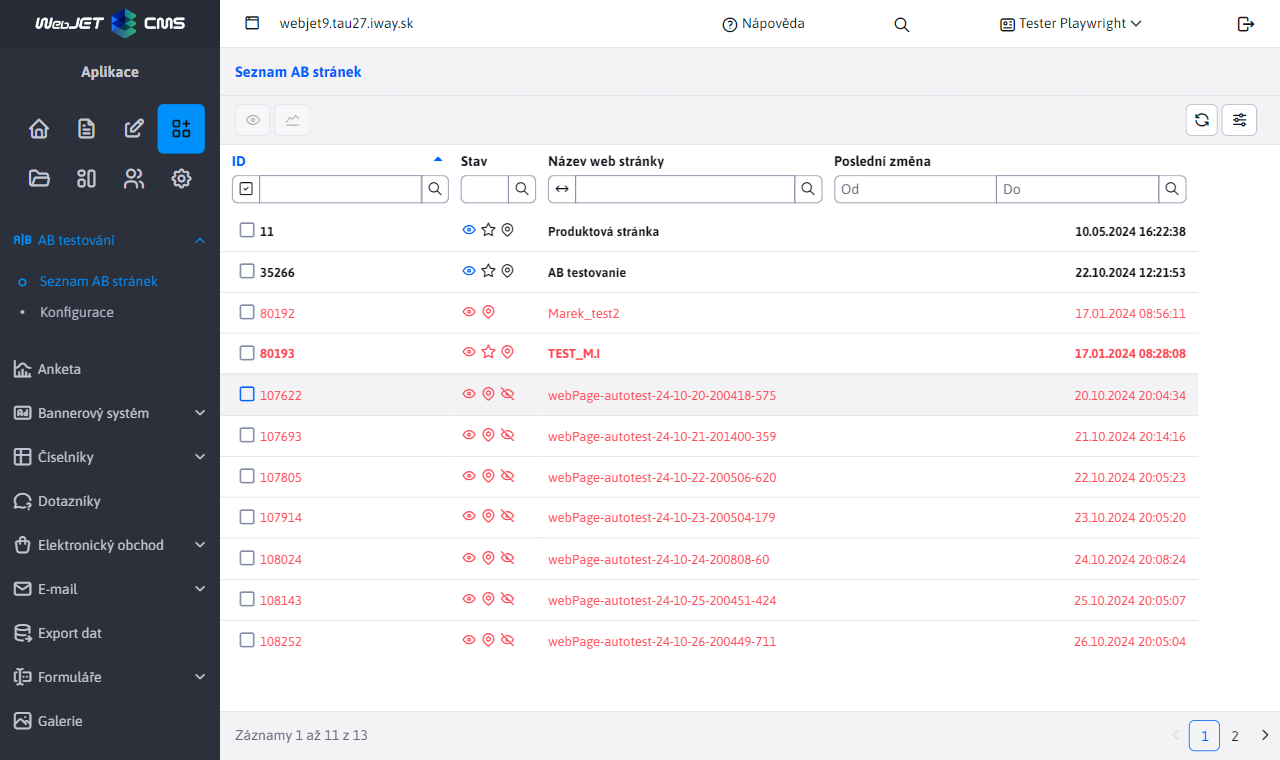 WebJET CMS
webjet9.tau27.iway.sk
Nápověda
Tester Playwright
Aplikace
AB testování
Seznam AB stránek
Konfigurace
Anketa
Bannerový systém
Číselníky
Dotazníky
Elektronický obchod
E-mail
Export dat
Formuláře
Galerie
Seznam AB stránek
ID Stav Název web stránky Poslední změna
Od Do
11 Produktová stránka 10.05.2024 16:22:38
35266 AB testovanie 22.10.2024 12:21:53
80192 Marek_test2 17.01.2024 08:56:11
80193 TEST_M.I 17.01.2024 08:28:08
107622 webPage-autotest-24-10-20-200418-575 20.10.2024 20:04:34
107693 webPage-autotest-24-10-21-201400-359 21.10.2024 20:14:16
107805 webPage-autotest-24-10-22-200506-620 22.10.2024 20:05:23
107914 webPage-autotest-24-10-23-200504-179 23.10.2024 20:05:20
108024 webPage-autotest-24-10-24-200808-60 24.10.2024 20:08:24
108143 webPage-autotest-24-10-25-200451-424 25.10.2024 20:05:07
108252 webPage-autotest-24-10-26-200449-711 26.10.2024 20:05:04
Záznamy 1 až 11 z 13
1 2